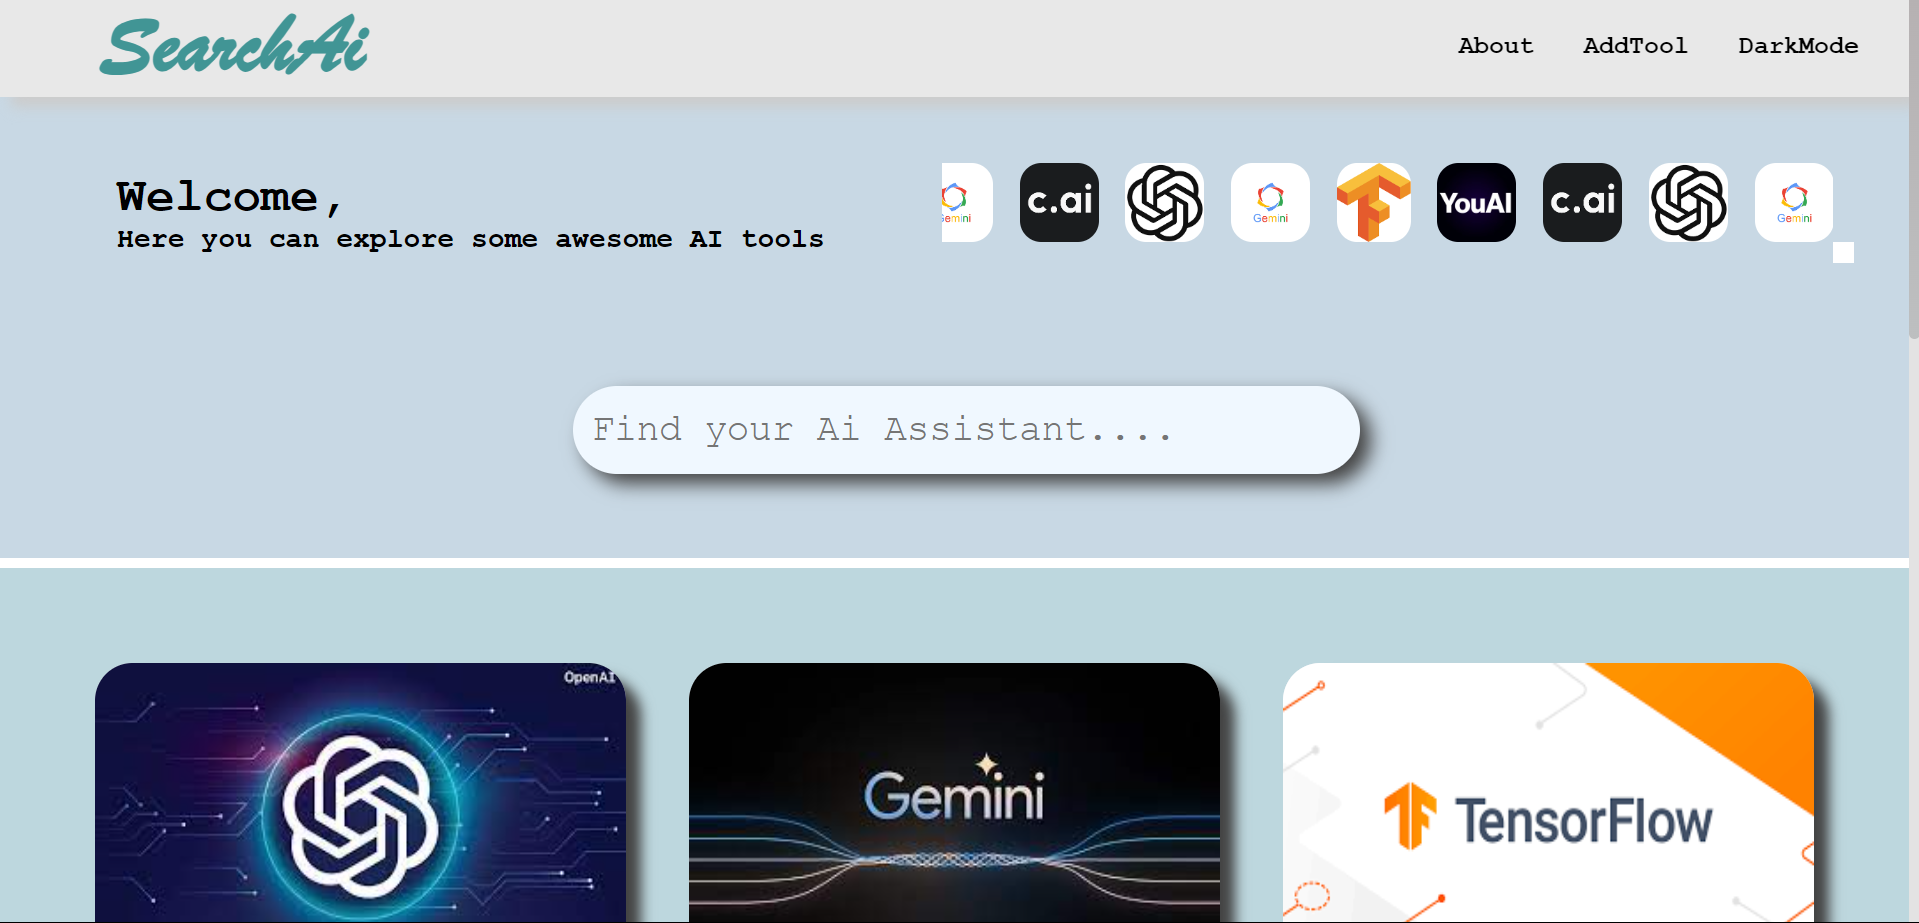 SearchAi
About AddTool DarkMode
Welcome,
Here you can explore some awesome AI tools
Gemini c.ai Gemini YouAI c.ai Gemini
Find your Ai Assistant....
OpenAI
Gemini
TensorFlow